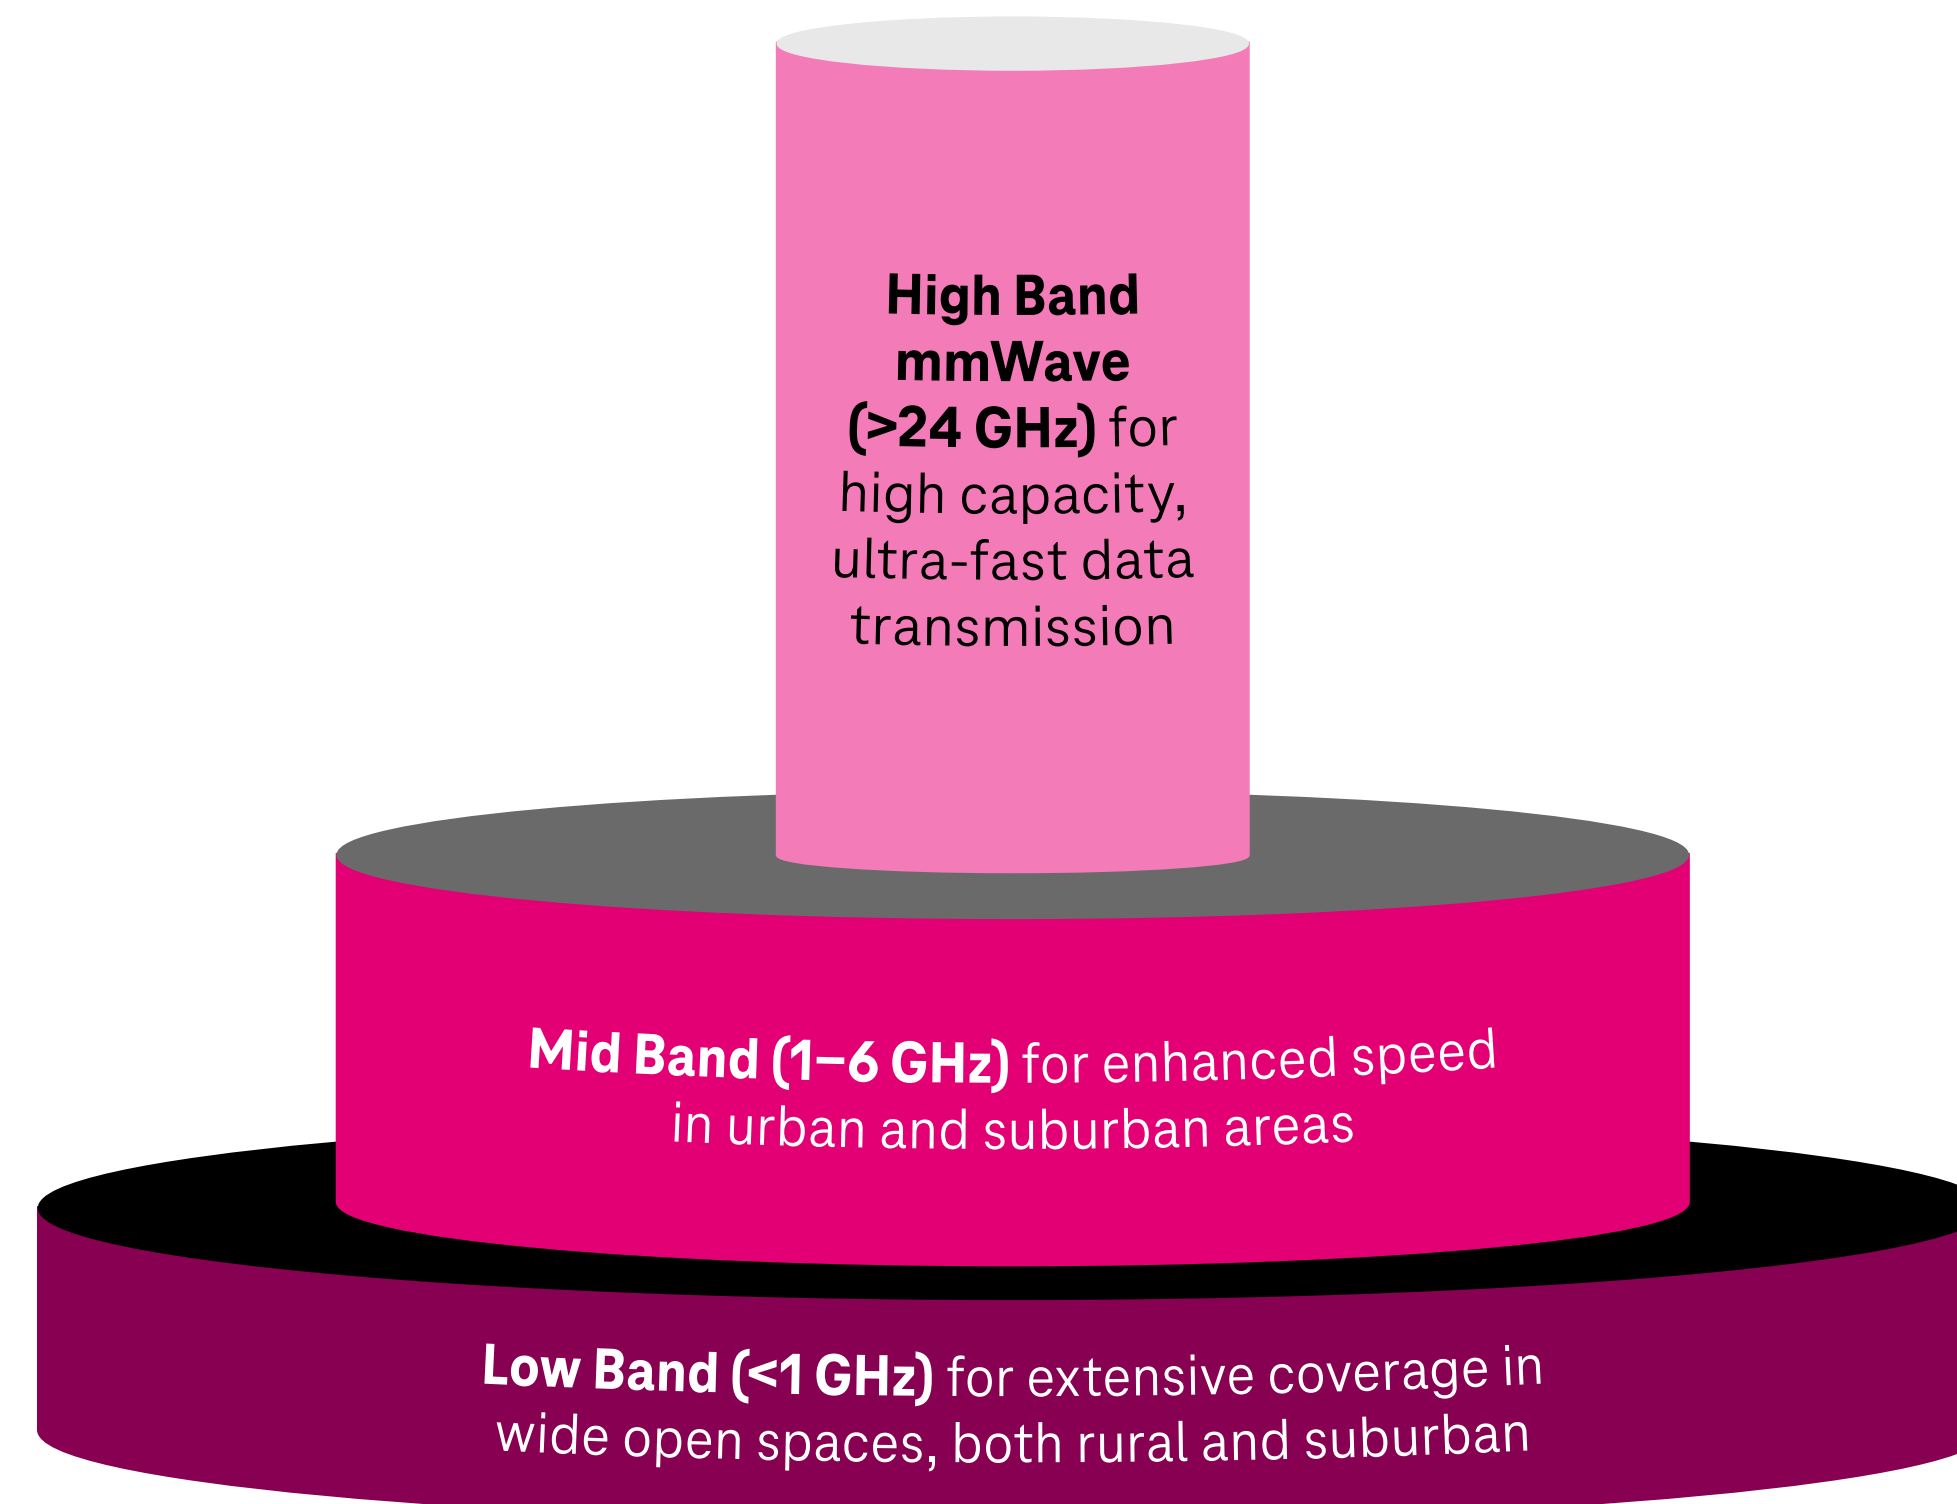 High Band
mmWave
(>24 GHz) for
high capacity,
ultra-fast data
transmission
Mid Band (1–6 GHz) for enhanced speed
in urban and suburban areas
Low Band (<1 GHz) for extensive coverage in
wide open spaces, both rural and suburban